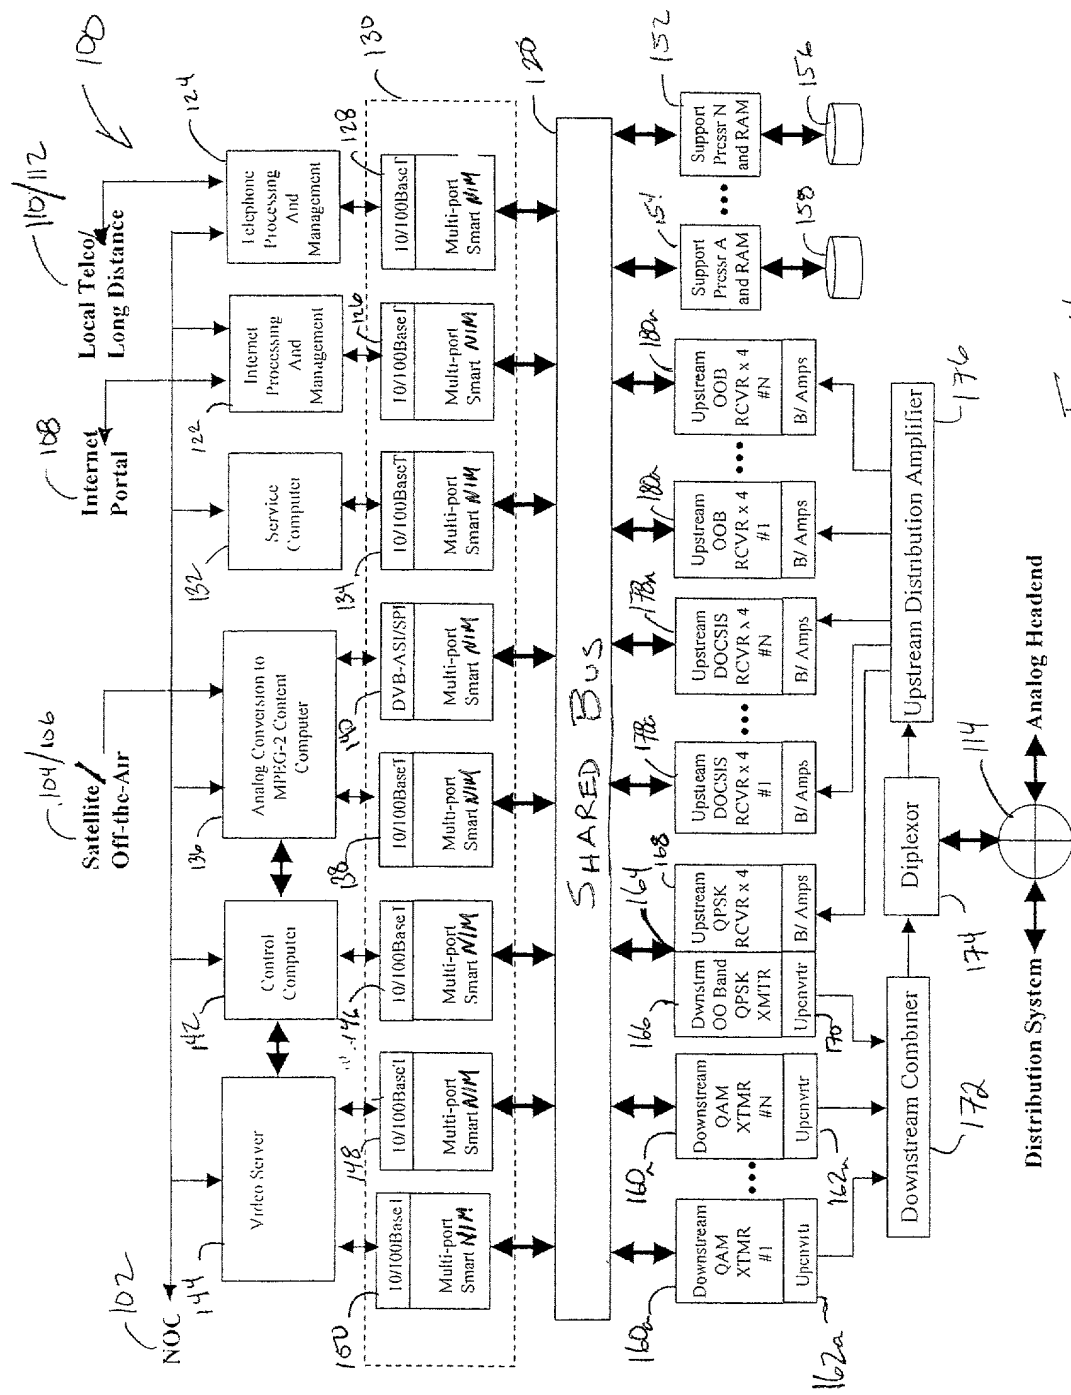 102
NOC
104/106
Satellite/
Off-the-Air
108
Internet
Portal
110/112
Local Telco/
Long Distance
100
144
Video Server
142
Control
Computer
136
Analog Conversion to
MPEG-2 Content
Computer
132
Service
Computer
122
Internet
Processing
And
Management
124
Telephone
Processing
And
Management
130
150
10/100BaseT
Multi-port
Smart NIM
148
10/100BaseT
Multi-port
Smart NIM
146
10/100BaseT
Multi-port
Smart NIM
138
10/100BaseT
Multi-port
Smart NIM
140
DVB-ASI/SPI
Multi-port
Smart NIM
134
10/100BaseT
Multi-port
Smart NIM
126
10/100BaseT
Multi-port
Smart NIM
128
10/100BaseT
Multi-port
Smart NIM
SHARED BUS
120
160a
Downstream
QAM
XTMR
#1
Upcnvrtr
162a
160n
Downstream
QAM
XTMR
#N
Upcnvrtr
162n
164
166
Dwnstrm
OO Band
QPSK
XMTR
Upcnvrtr
170
168
Upstream
QPSK
RCVR x 4
B/ Amps
178a
Upstream
DOCSIS
RCVR x 4
#1
B/ Amps
178n
Upstream
DOCSIS
RCVR x 4
#N
B/ Amps
180a
Upstream
OOB
RCVR x 4
#1
B/ Amps
180n
Upstream
OOB
RCVR x 4
#N
B/ Amps
154
Support
Prcssr A
and RAM
158
152
Support
Prcssr N
and RAM
156
Downstream Combiner
172
Diplexor
174
Upstream Distribution Amplifier
176
114
Distribution System
Analog Headend